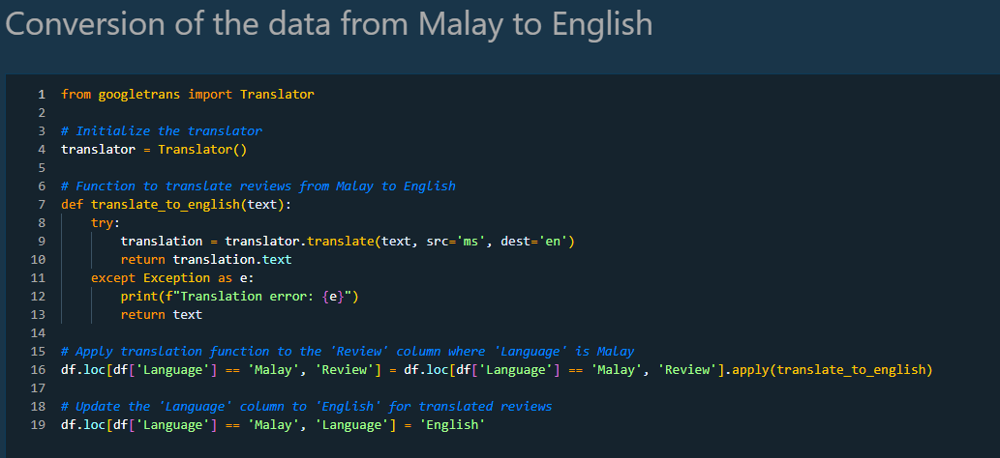 Conversion of the data from Malay to English
1 from googletrans import Translator
2
3 # Initialize the translator
4 translator = Translator()
5
6 # Function to translate reviews from Malay to English
7 def translate_to_english(text):
8     try:
9         translation = translator.translate(text, src='ms', dest='en')
10         return translation.text
11     except Exception as e:
12         print(f"Translation error: {e}")
13         return text
14
15 # Apply translation function to the 'Review' column where 'Language' is Malay
16 df.loc[df['Language'] == 'Malay', 'Review'] = df.loc[df['Language'] == 'Malay', 'Review'].apply(translate_to_english)
17
18 # Update the 'Language' column to 'English' for translated reviews
19 df.loc[df['Language'] == 'Malay', 'Language'] = 'English'